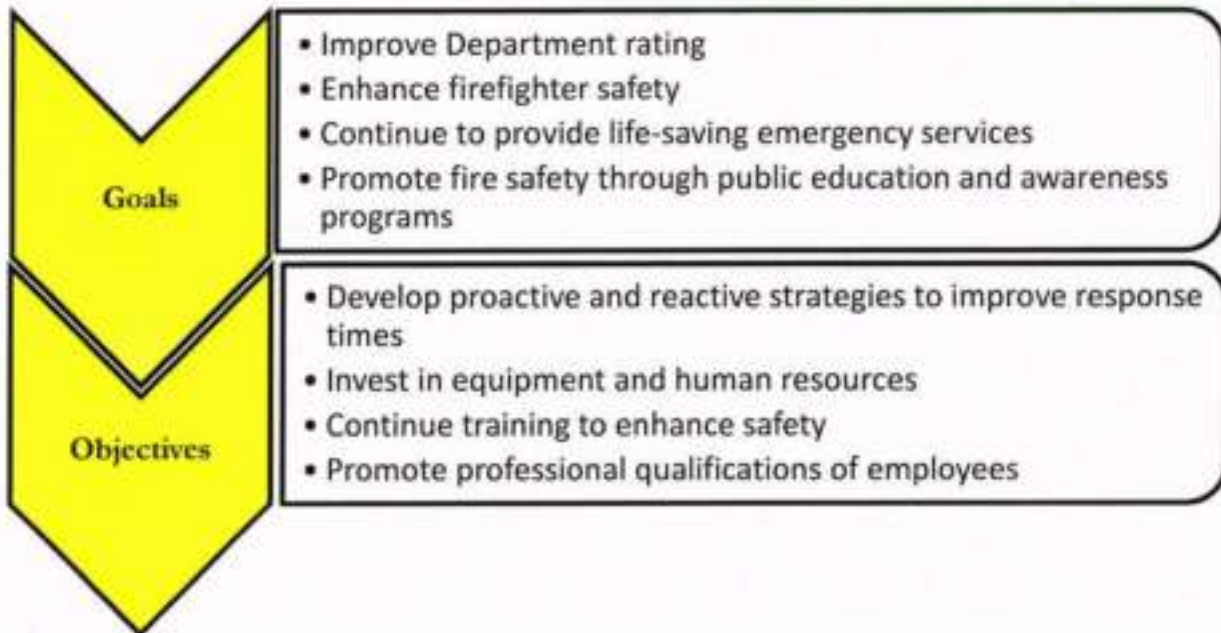 Goals
• Improve Department rating
• Enhance firefighter safety
• Continue to provide life-saving emergency services
• Promote fire safety through public education and awareness
programs
Objectives
• Develop proactive and reactive strategies to improve response
times
• Invest in equipment and human resources
• Continue training to enhance safety
• Promote professional qualifications of employees